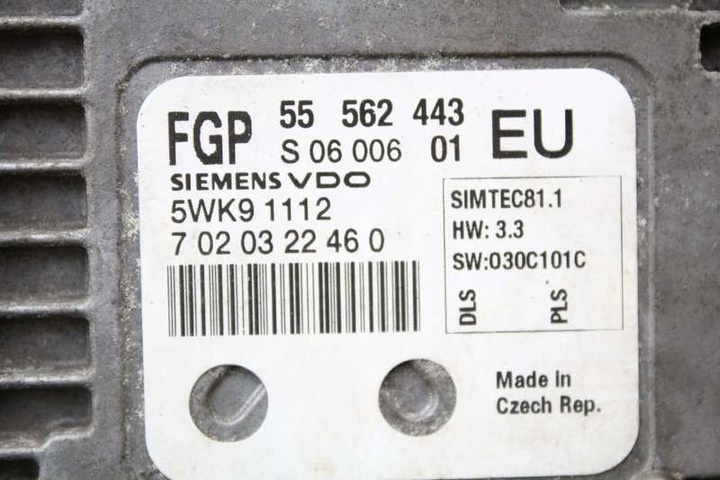 FGP 55 562 443 EU
S 06 006 01
SIEMENS VDO
5WK9 1112
7 02 03 22 46 0
SIMTEC81.1
HW: 3.3
SW:030C101C
DLS
PLS
Made in
Czech Rep.